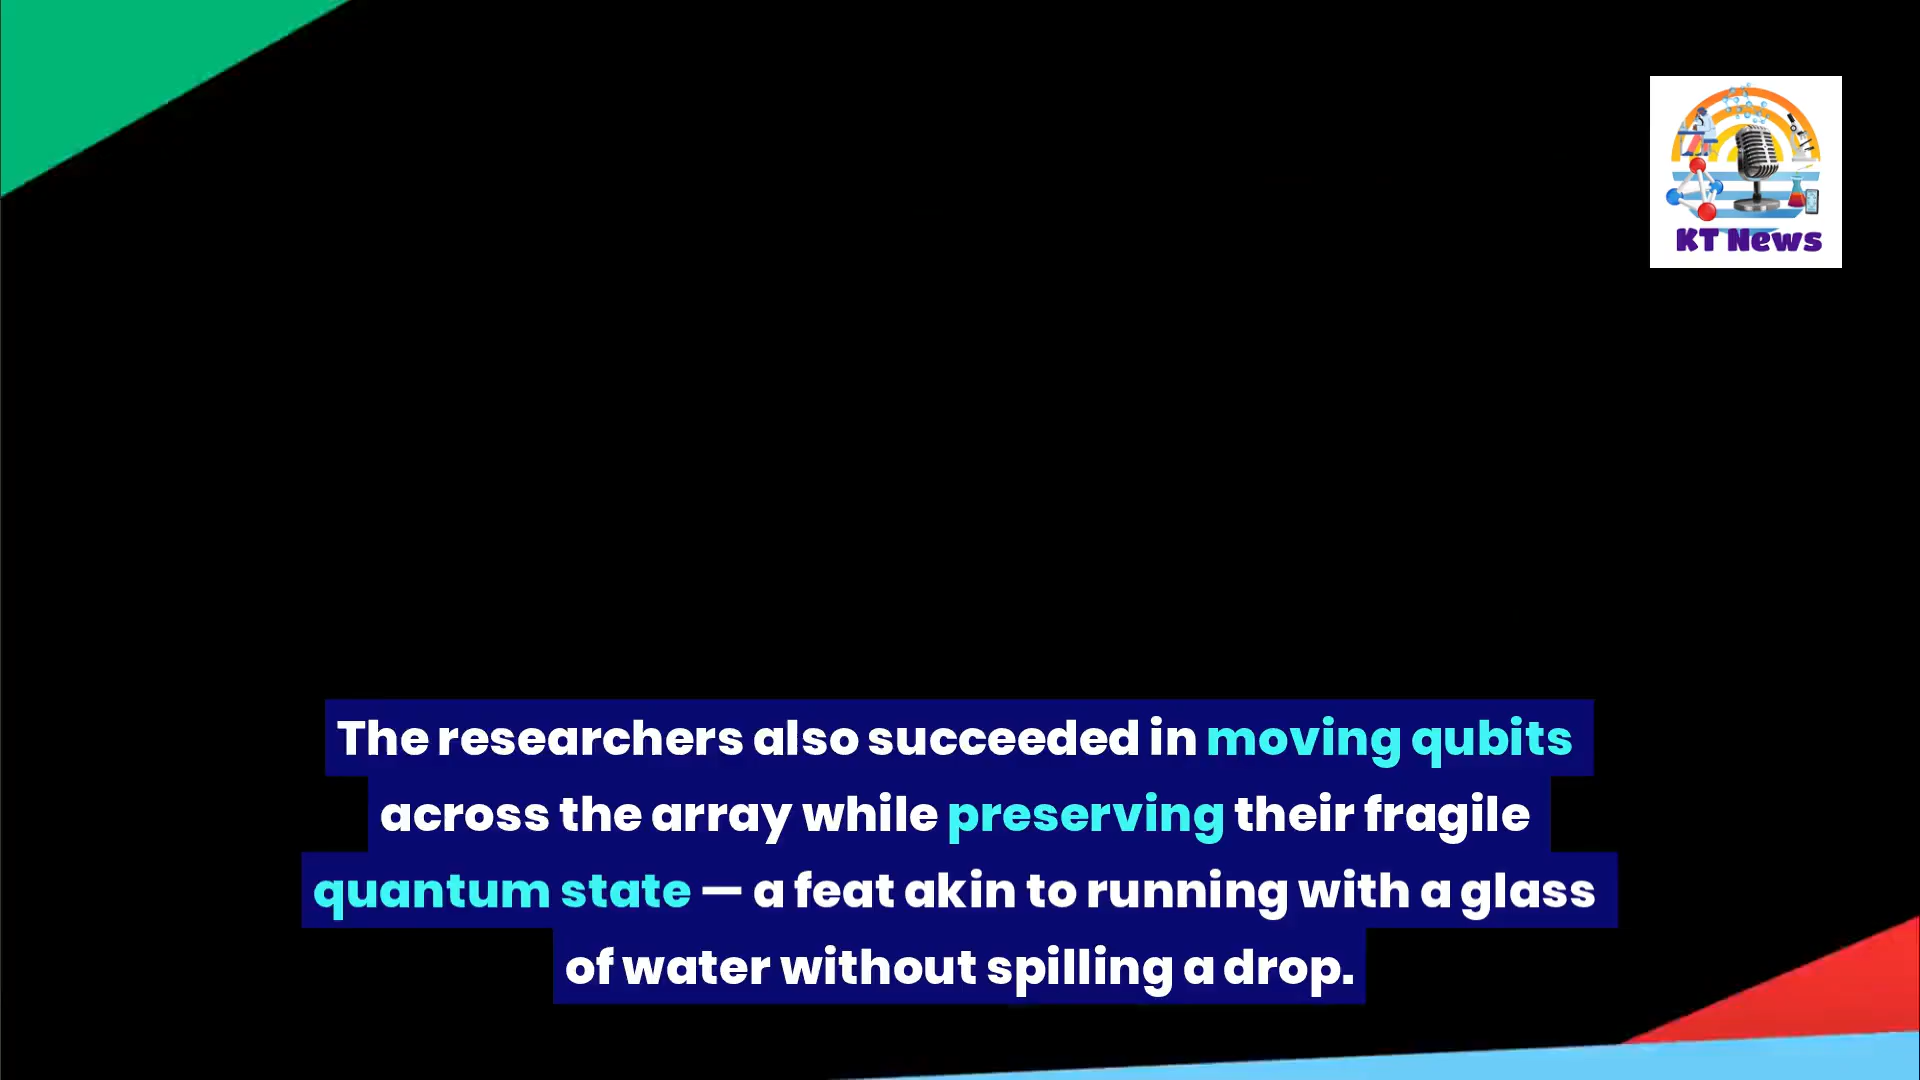 KT News
The researchers also succeeded in moving qubits
across the array while preserving their fragile
quantum state — a feat akin to running with a glass
of water without spilling a drop.